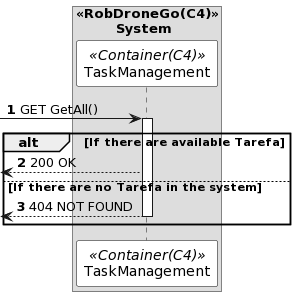 «RobDroneGo(C4)»
System
«Container(C4)»
TaskManagement
1 GET GetAll()
alt [If there are available Tarefa]
2 200 OK
[If there are no Tarefa in the system]
3 404 NOT FOUND
«Container(C4)»
TaskManagement